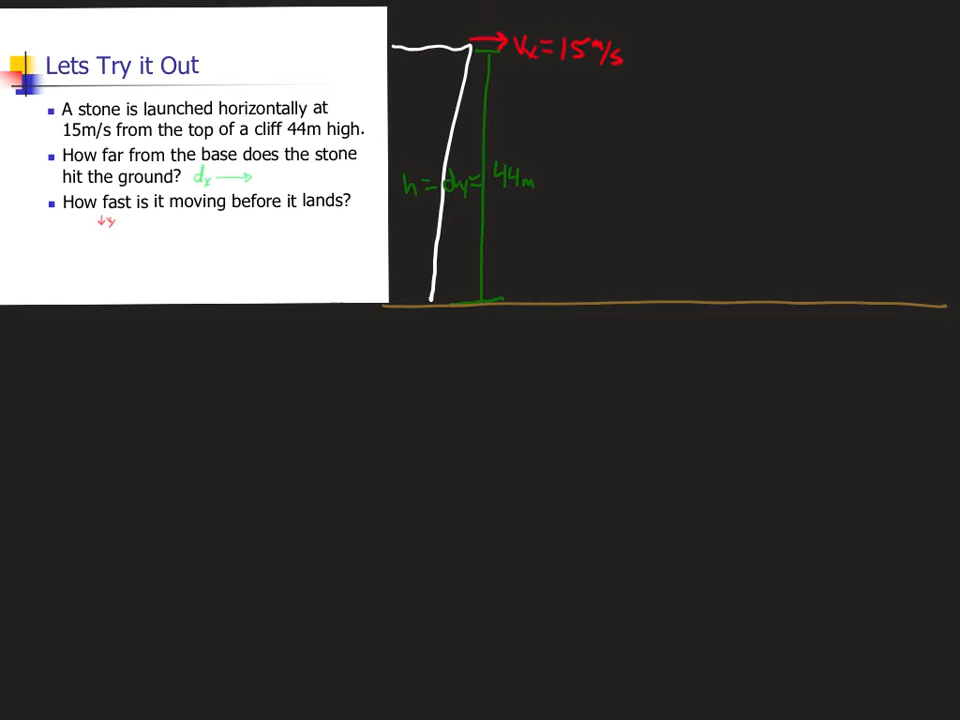 Lets Try it Out
A stone is launched horizontally at
15m/s from the top of a cliff 44m high.
How far from the base does the stone
hit the ground? dx
How fast is it moving before it lands?
Vx = 15 m/s
h = dy = 44m